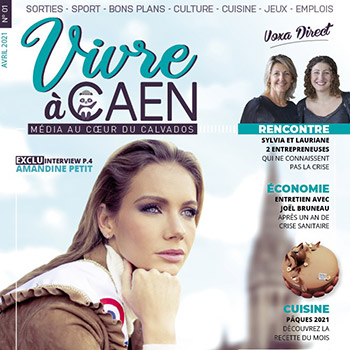 SORTIES - SPORT - BONS PLANS - CULTURE - CUISINE - JEUX - EMPLOIS
AVRIL 2021 N° 01
Vivre
à CAEN
MÉDIA AU CŒUR DU CALVADOS
Voxa Direct
EXCLU INTERVIEW P.4
AMANDINE PETIT
RENCONTRE
SYLVIA ET LAURIANE
2 ENTREPRENEUSES
QUI NE CONNAISSENT
PAS LA CRISE
ÉCONOMIE
ENTRETIEN AVEC
JOËL BRUNEAU
APRÈS UN AN DE
CRISE SANITAIRE
CUISINE
PÂQUES 2021
DÉCOUVREZ LA
RECETTE DU MOIS